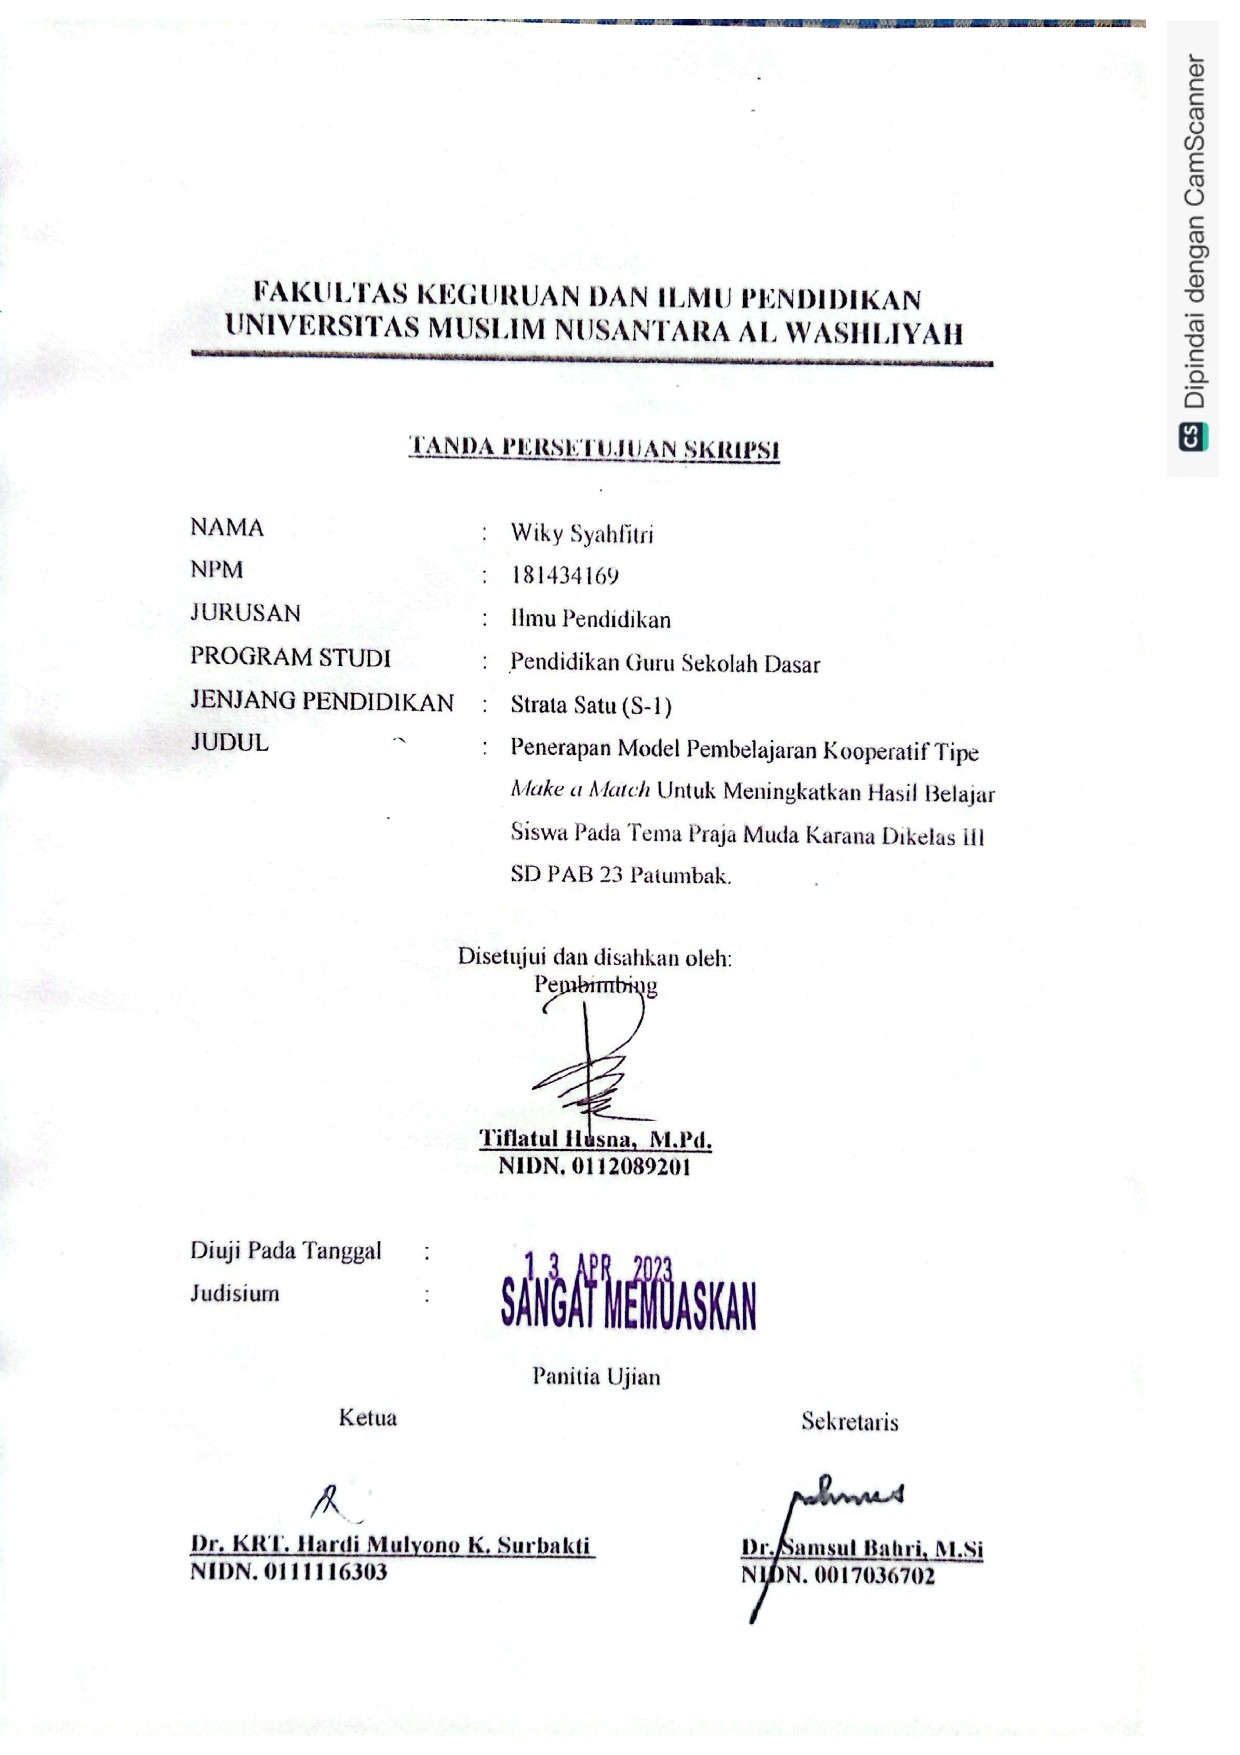 FAKULTAS KEGURUAN DAN ILMU PENDIDIKAN
UNIVERSITAS MUSLIM NUSANTARA AL WASHLIYAH
TANDA PERSETUJUAN SKRIPSI
NAMA : Wiky Syahfitri
NPM : 181434169
JURUSAN : Ilmu Pendidikan
PROGRAM STUDI : Pendidikan Guru Sekolah Dasar
JENJANG PENDIDIKAN : Strata Satu (S-1)
JUDUL : Penerapan Model Pembelajaran Kooperatif Tipe
Make a Match Untuk Meningkatkan Hasil Belajar
Siswa Pada Tema Praja Muda Karana Dikelas III
SD PAB 23 Patumbak.
Disetujui dan disahkan oleh:
Pembimbing
Tiflatul Husna, M.Pd.
NIDN. 0112089201
Diuji Pada Tanggal : 13 APR 2023
Judisium : SANGAT MEMUASKAN
Panitia Ujian
Ketua Sekretaris
Dr. KRT. Hardi Mulyono K. Surbakti Dr. Samsul Bahri, M.Si
NIDN. 0111116303 NIDN. 0017036702
CS Dipindai dengan CamScanner